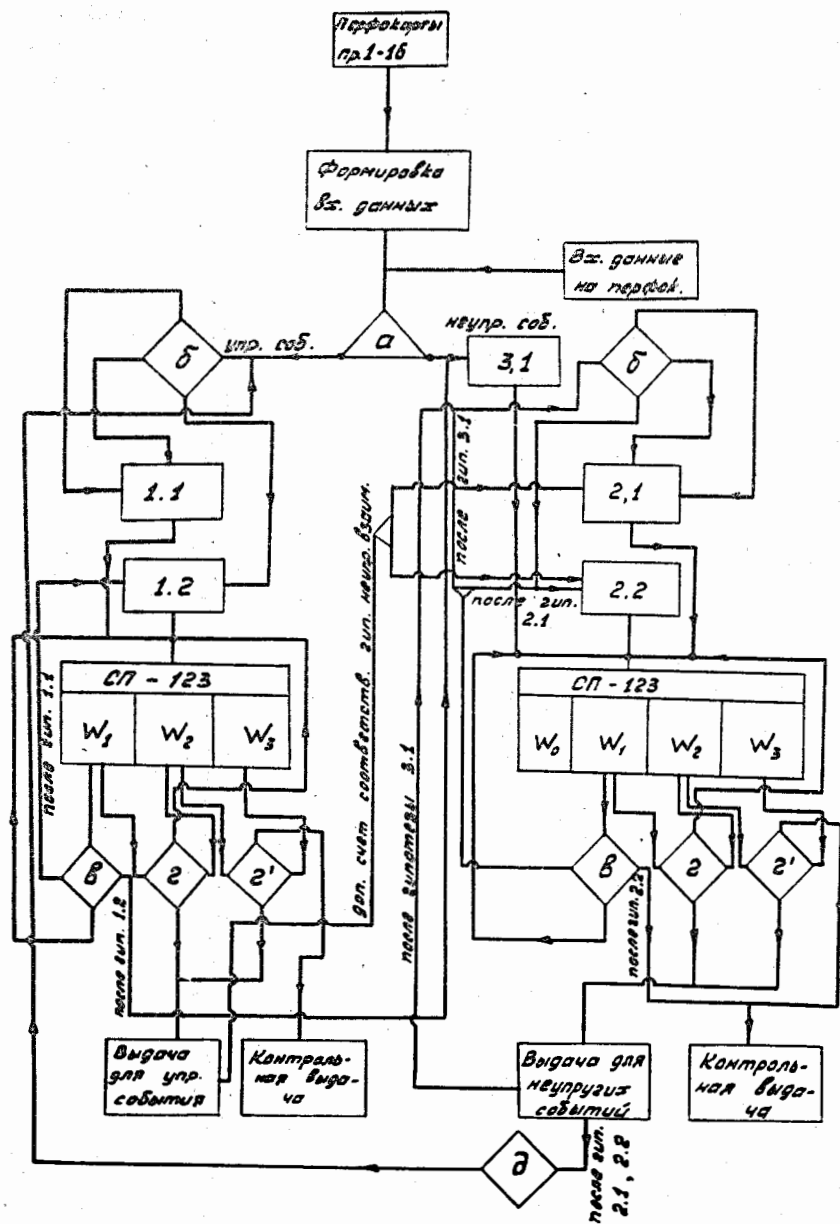 Перфокарты
пр. 1-16
Формировка
вх. данных
Вх. данные
на перфок.
а
упр. соб.
неупр. соб.
б
3,1
б
1.1
2,1
1.2
2.2
после гип. 3.1
после гип.
2.1
доп. счет соответств. гип. неупр. взаим.
после гип. 1.1
СП - 123
W₁
W₂
W₃
СП - 123
W₀
W₁
W₂
W₃
после гипотезы 3.1
в
г
г'
в
г
г'
после гип. 1.2
после гип. 2.2
Выдача
для упр.
события
Контроль-
ная выда-
ча
Выдача для
неупругих
событий
Контроль-
ная выда-
ча
д
после гип.
2.1, 2.2